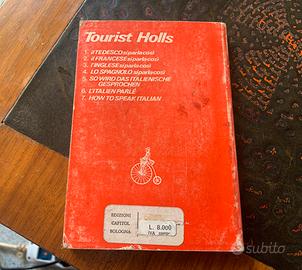 Tourist Holls
1. il TEDESCO si parla così
2. il FRANCESE si parla così
3. l'INGLESE si parla così
4. LO SPAGNOLO si parla così
5. SO WIRD DAS ITALIENISCHE
GESPROCHEN
6. L'ITALIEN PARLÉ
7. HOW TO SPEAK ITALIAN
EDIZIONI
CAPITOL
BOLOGNA
L. 8.000
IVA COMP.
subito